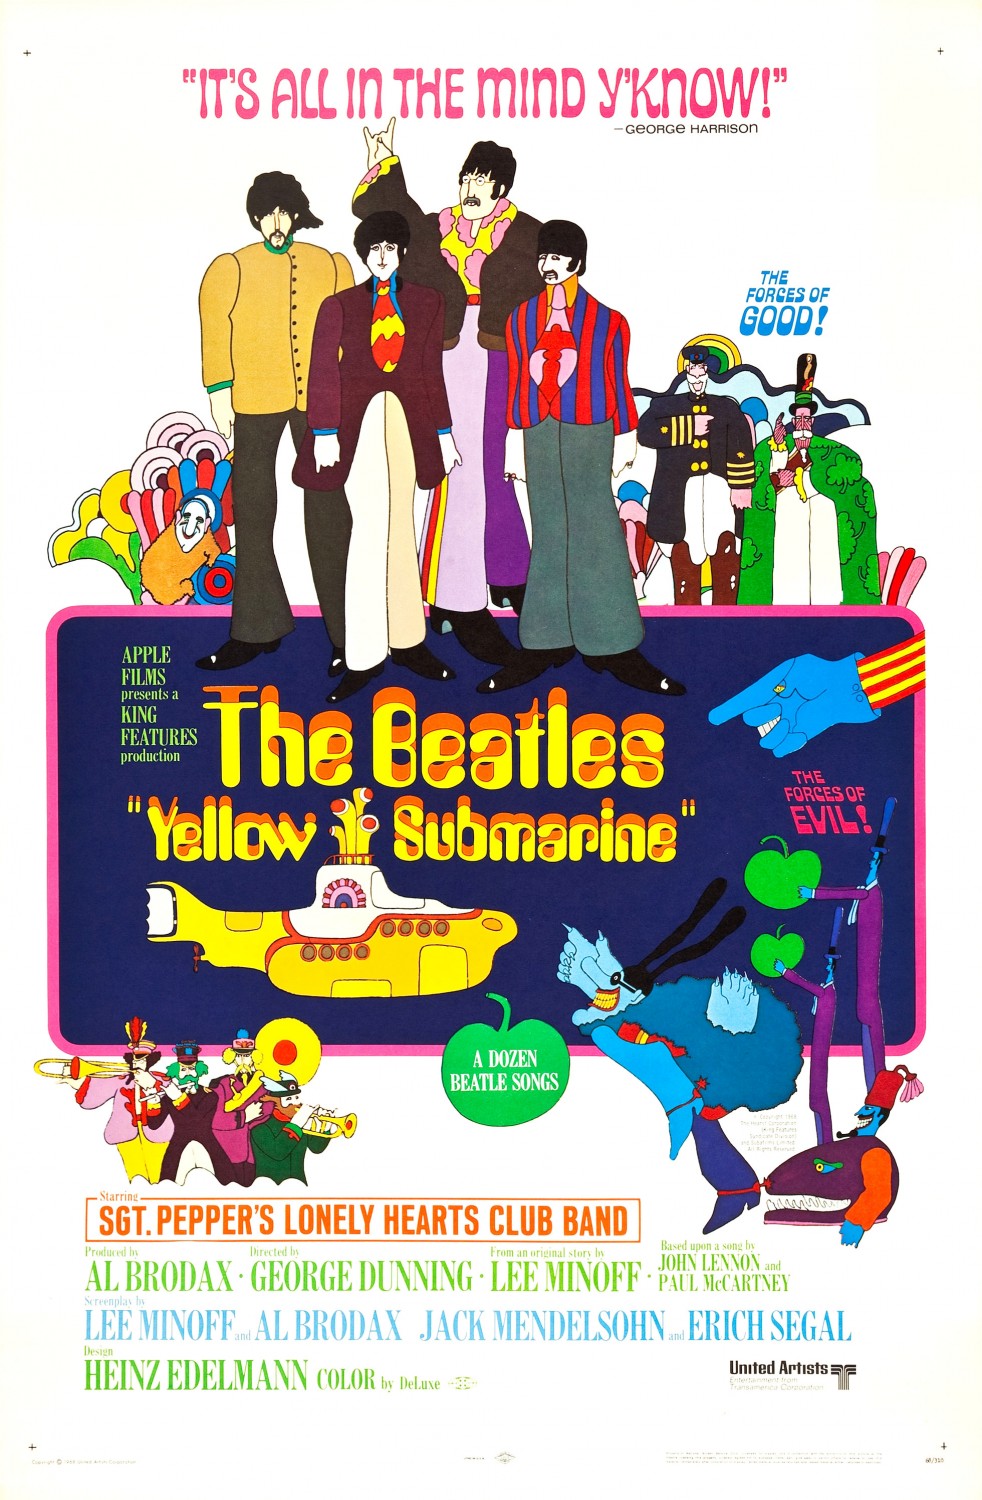 "IT'S ALL IN THE MIND Y'KNOW!"
—GEORGE HARRISON
THE
FORCES OF
GOOD!
APPLE
FILMS
presents a
KING
FEATURES
production
The Beatles
"Yellow Submarine"
THE
FORCES OF
EVIL!
A DOZEN
BEATLE SONGS
Starring
SGT. PEPPER'S LONELY HEARTS CLUB BAND
Produced by Directed by From an original story by Based upon a song by
AL BRODAX · GEORGE DUNNING · LEE MINOFF · JOHN LENNON and
PAUL McCARTNEY
Screenplay by
LEE MINOFF and AL BRODAX JACK MENDELSOHN and ERICH SEGAL
Design
HEINZ EDELMANN COLOR by DeLuxe
United Artists
Entertainment from
Transamerica Corporation